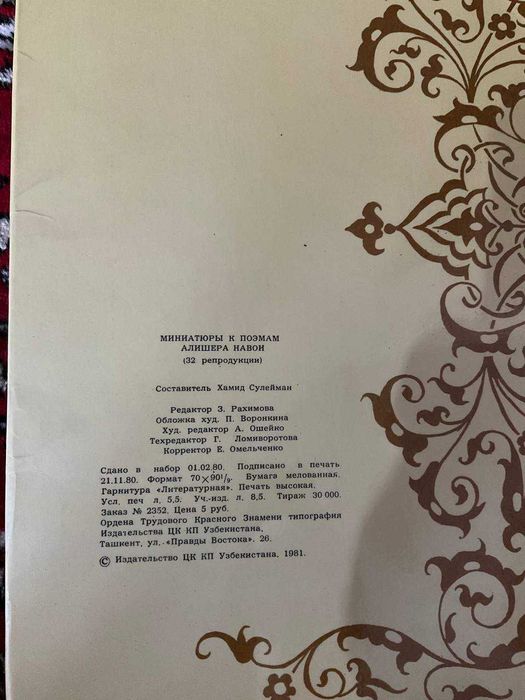 МИНИАТЮРЫ К ПОЭМАМ
АЛИШЕРА НАВОИ
(32 репродукции)
Составитель Хамид Сулейман
Редактор З. Рахимова
Обложка худ. П. Воронкина
Худ. редактор А. Ошейко
Техредактор Г. Ломиворотова
Корректор Е. Омельченко
Сдано в набор 01.02.80. Подписано в печать
21.11.80. Формат 70×90¹/₉. Бумага мелованная.
Гарнитура «Литературная». Печать высокая.
Усл. печ л. 5,5. Уч.-изд. л. 8,5. Тираж 30 000.
Заказ № 2352. Цена 5 руб.
Ордена Трудового Красного Знамени типография
Издательства ЦК КП Узбекистана,
Ташкент, ул. «Правды Востока». 26.
© Издательство ЦК КП Узбекистана. 1981.